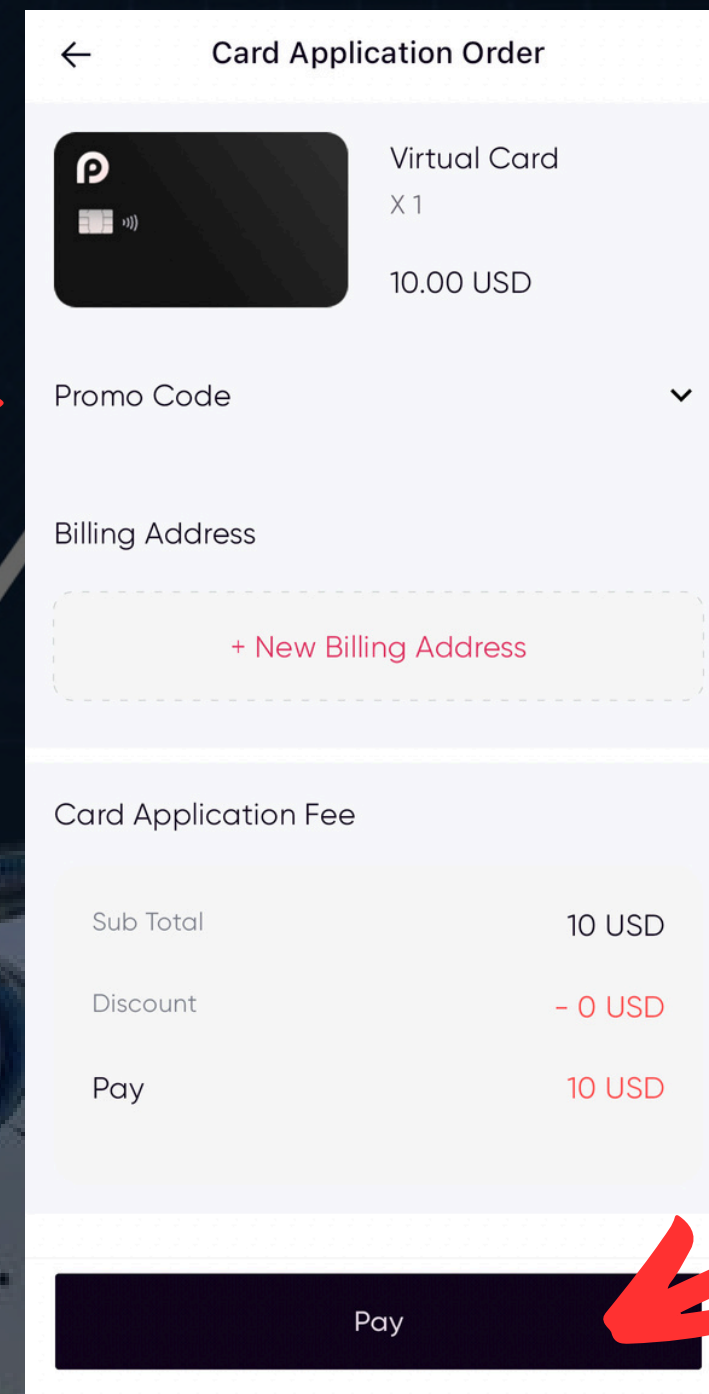 Card Application Order
Virtual Card
X 1
10.00 USD
Promo Code
Billing Address
+ New Billing Address
Card Application Fee
Sub Total 10 USD
Discount - 0 USD
Pay 10 USD
Pay